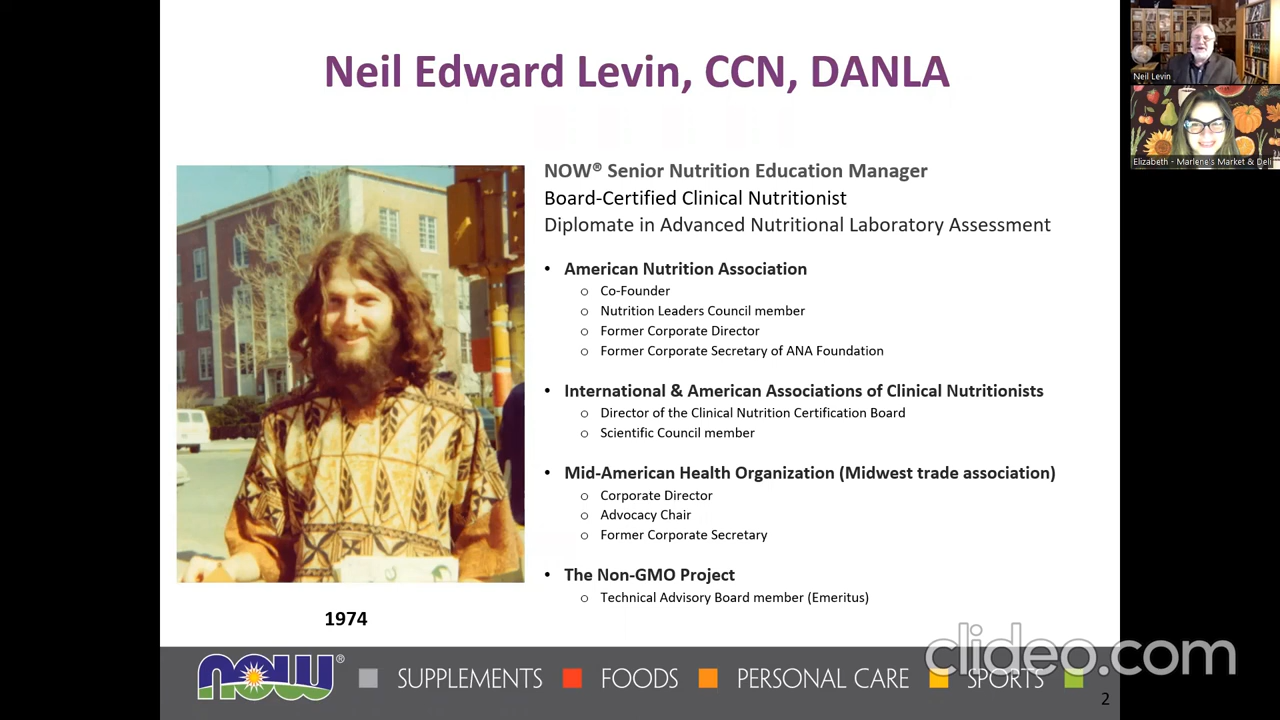 Neil Edward Levin, CCN, DANLA
NOW® Senior Nutrition Education Manager
Board-Certified Clinical Nutritionist
Diplomate in Advanced Nutritional Laboratory Assessment
• American Nutrition Association
o Co-Founder
o Nutrition Leaders Council member
o Former Corporate Director
o Former Corporate Secretary of ANA Foundation
• International & American Associations of Clinical Nutritionists
o Director of the Clinical Nutrition Certification Board
o Scientific Council member
• Mid-American Health Organization (Midwest trade association)
o Corporate Director
o Advocacy Chair
o Former Corporate Secretary
• The Non-GMO Project
o Technical Advisory Board member (Emeritus)
1974
NOW® SUPPLEMENTS FOODS PERSONAL CARE SPORTS
2
clideo.com
Neil Levin
Elizabeth - Marlene's Market & Deli